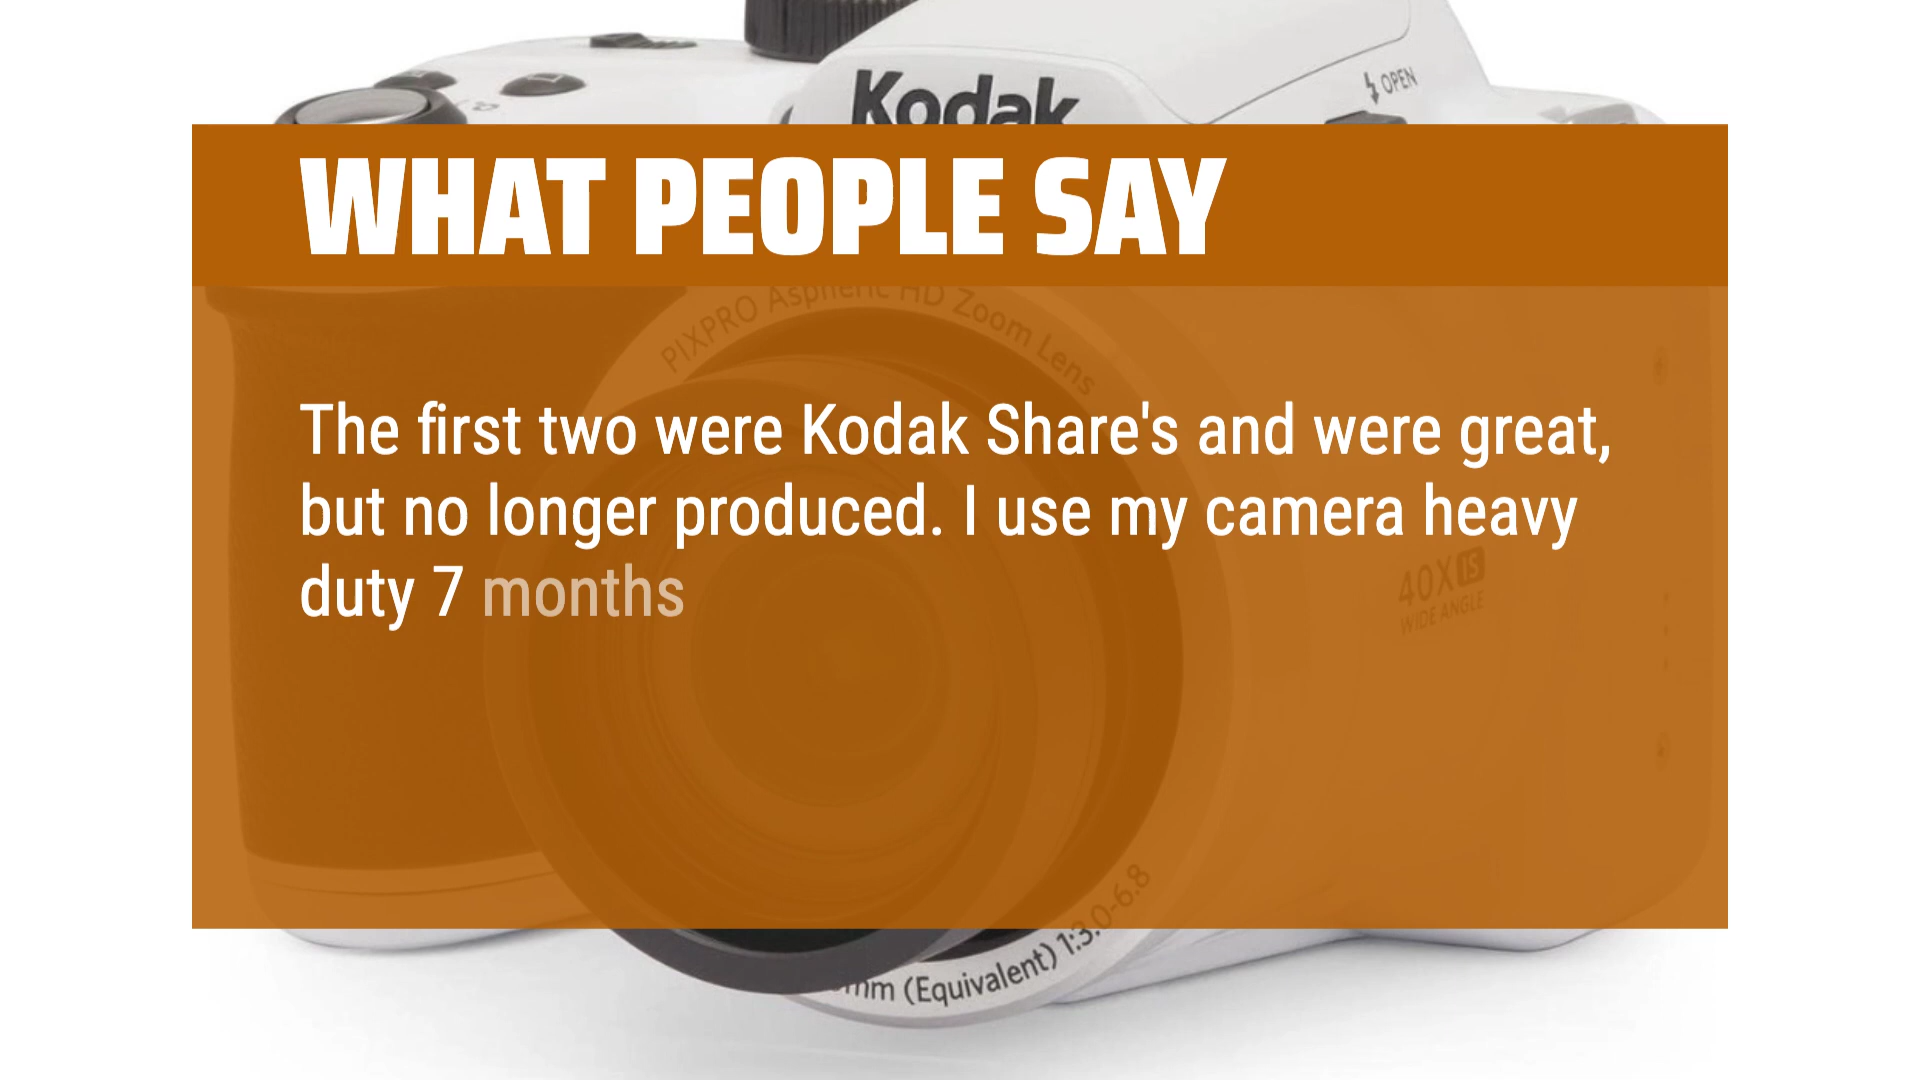 Kodak
OPEN
WHAT PEOPLE SAY
PIXPRO Aspheric HD Zoom Lens
The first two were Kodak Share's and were great,
but no longer produced. I use my camera heavy
duty 7 months
40X IS
WIDE ANGLE
mm (Equivalent) 1:3.0-6.8